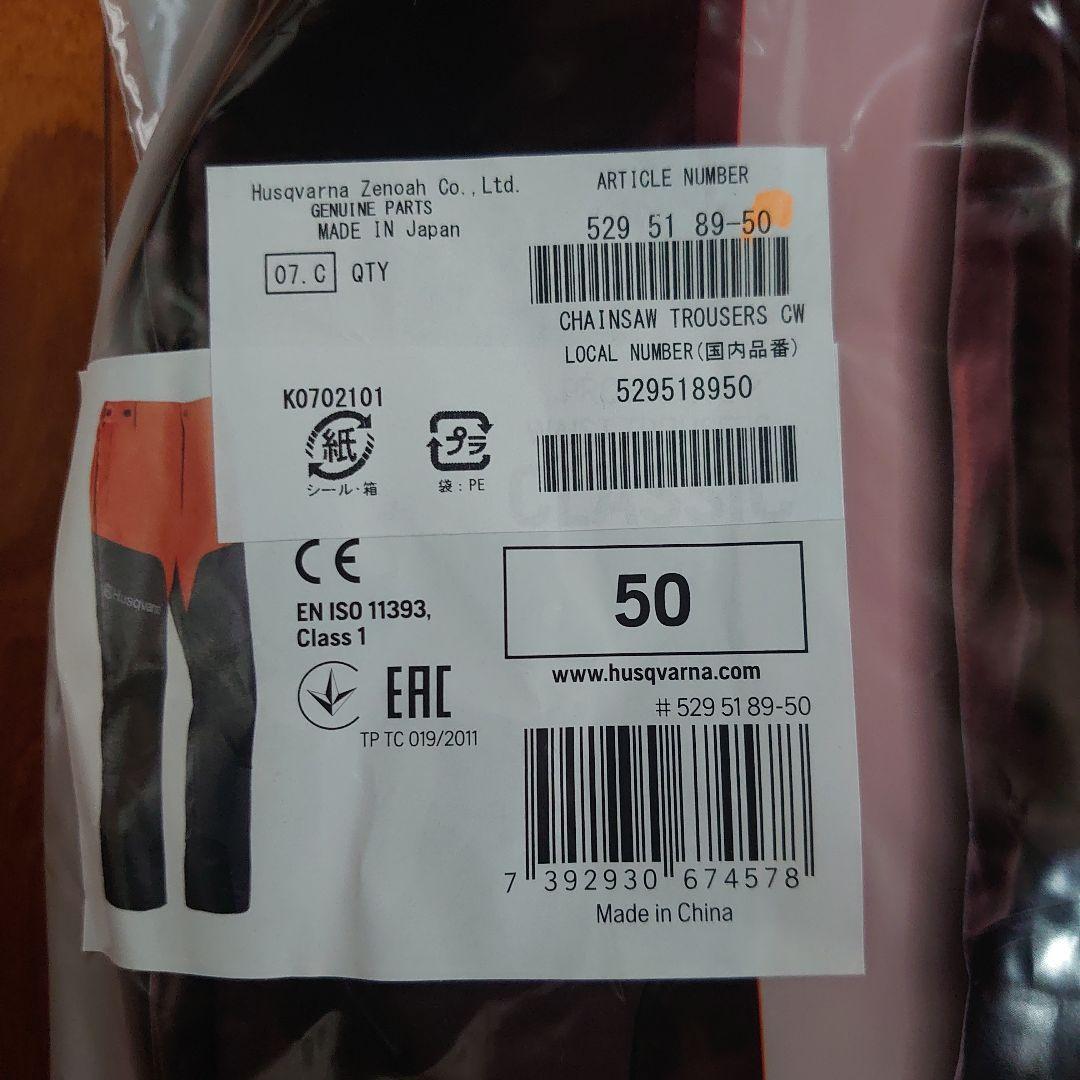 Husqvarna Zenoah Co.,Ltd.
GENUINE PARTS
MADE IN Japan
07.C QTY
ARTICLE NUMBER
529 51 89-50
CHAINSAW TROUSERS CW
LOCAL NUMBER(国内品番)
529518950
K0702101
紙
シール・箱
プラ
袋:PE
CLASSIC
Husqvarna
CE
EN ISO 11393,
Class 1
EAC
TP TC 019/2011
50
www.husqvarna.com
# 529 51 89-50
7 392930 674578
Made in China